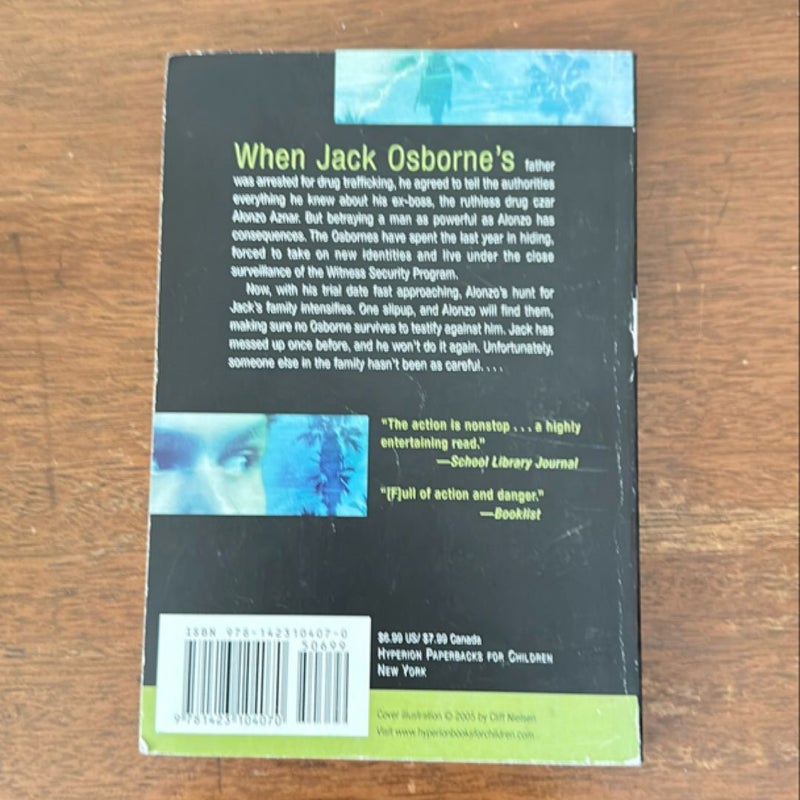 When Jack Osborne's father
was arrested for drug trafficking, he agreed to tell the authorities
everything he knew about his ex-boss, the ruthless drug czar
Alonzo Aznar. But betraying a man as powerful as Alonzo has
consequences. The Osbornes have spent the last year in hiding,
forced to take on new identities and live under the close
surveillance of the Witness Security Program.
Now, with his trial date fast approaching, Alonzo's hunt for
Jack's family intensifies. One slipup, and Alonzo will find them,
making sure no Osborne survives to testify against him. Jack has
messed up once before, and he won't do it again. Unfortunately,
someone else in the family hasn't been as careful. . . .
"The action is nonstop . . . a highly
entertaining read."
—School Library Journal
"[F]ull of action and danger."
—Booklist
ISBN 978-142310407-0
50699
9 781423 104070
$6.99 US/ $7.99 Canada
HYPERION PAPERBACKS FOR CHILDREN
NEW YORK
Cover illustration © 2005 by Cliff Nielsen
Visit www.hyperionbooksforchildren.com